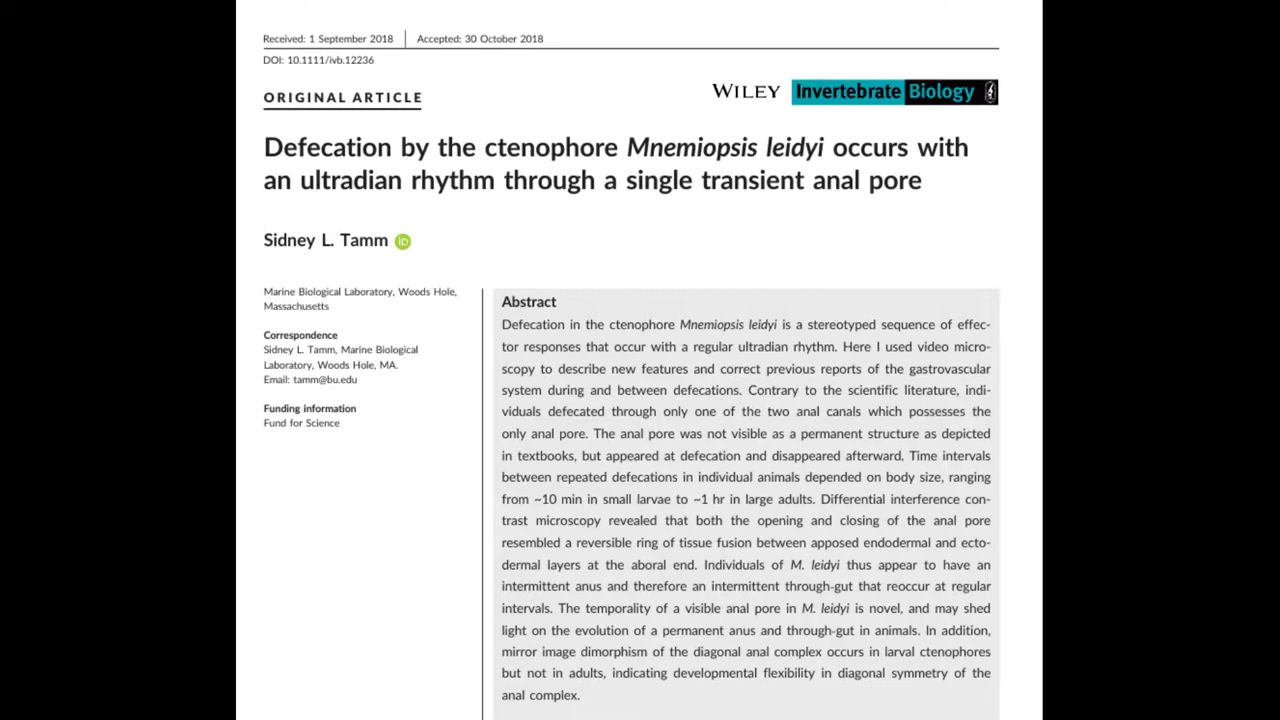 Received: 1 September 2018 | Accepted: 30 October 2018
DOI: 10.1111/ivb.12236
ORIGINAL ARTICLE
WILEY Invertebrate Biology
Defecation by the ctenophore Mnemiopsis leidyi occurs with
an ultradian rhythm through a single transient anal pore
Sidney L. Tamm iD
Marine Biological Laboratory, Woods Hole,
Massachusetts
Correspondence
Sidney L. Tamm, Marine Biological
Laboratory, Woods Hole, MA.
Email: tamm@bu.edu
Funding information
Fund for Science
Abstract
Defecation in the ctenophore Mnemiopsis leidyi is a stereotyped sequence of effec-
tor responses that occur with a regular ultradian rhythm. Here I used video micro-
scopy to describe new features and correct previous reports of the gastrovascular
system during and between defecations. Contrary to the scientific literature, indi-
viduals defecated through only one of the two anal canals which possesses the
only anal pore. The anal pore was not visible as a permanent structure as depicted
in textbooks, but appeared at defecation and disappeared afterward. Time intervals
between repeated defecations in individual animals depended on body size, ranging
from ~10 min in small larvae to ~1 hr in large adults. Differential interference con-
trast microscopy revealed that both the opening and closing of the anal pore
resembled a reversible ring of tissue fusion between apposed endodermal and ecto-
dermal layers at the aboral end. Individuals of M. leidyi thus appear to have an
intermittent anus and therefore an intermittent through-gut that reoccur at regular
intervals. The temporality of a visible anal pore in M. leidyi is novel, and may shed
light on the evolution of a permanent anus and through-gut in animals. In addition,
mirror image dimorphism of the diagonal anal complex occurs in larval ctenophores
but not in adults, indicating developmental flexibility in diagonal symmetry of the
anal complex.